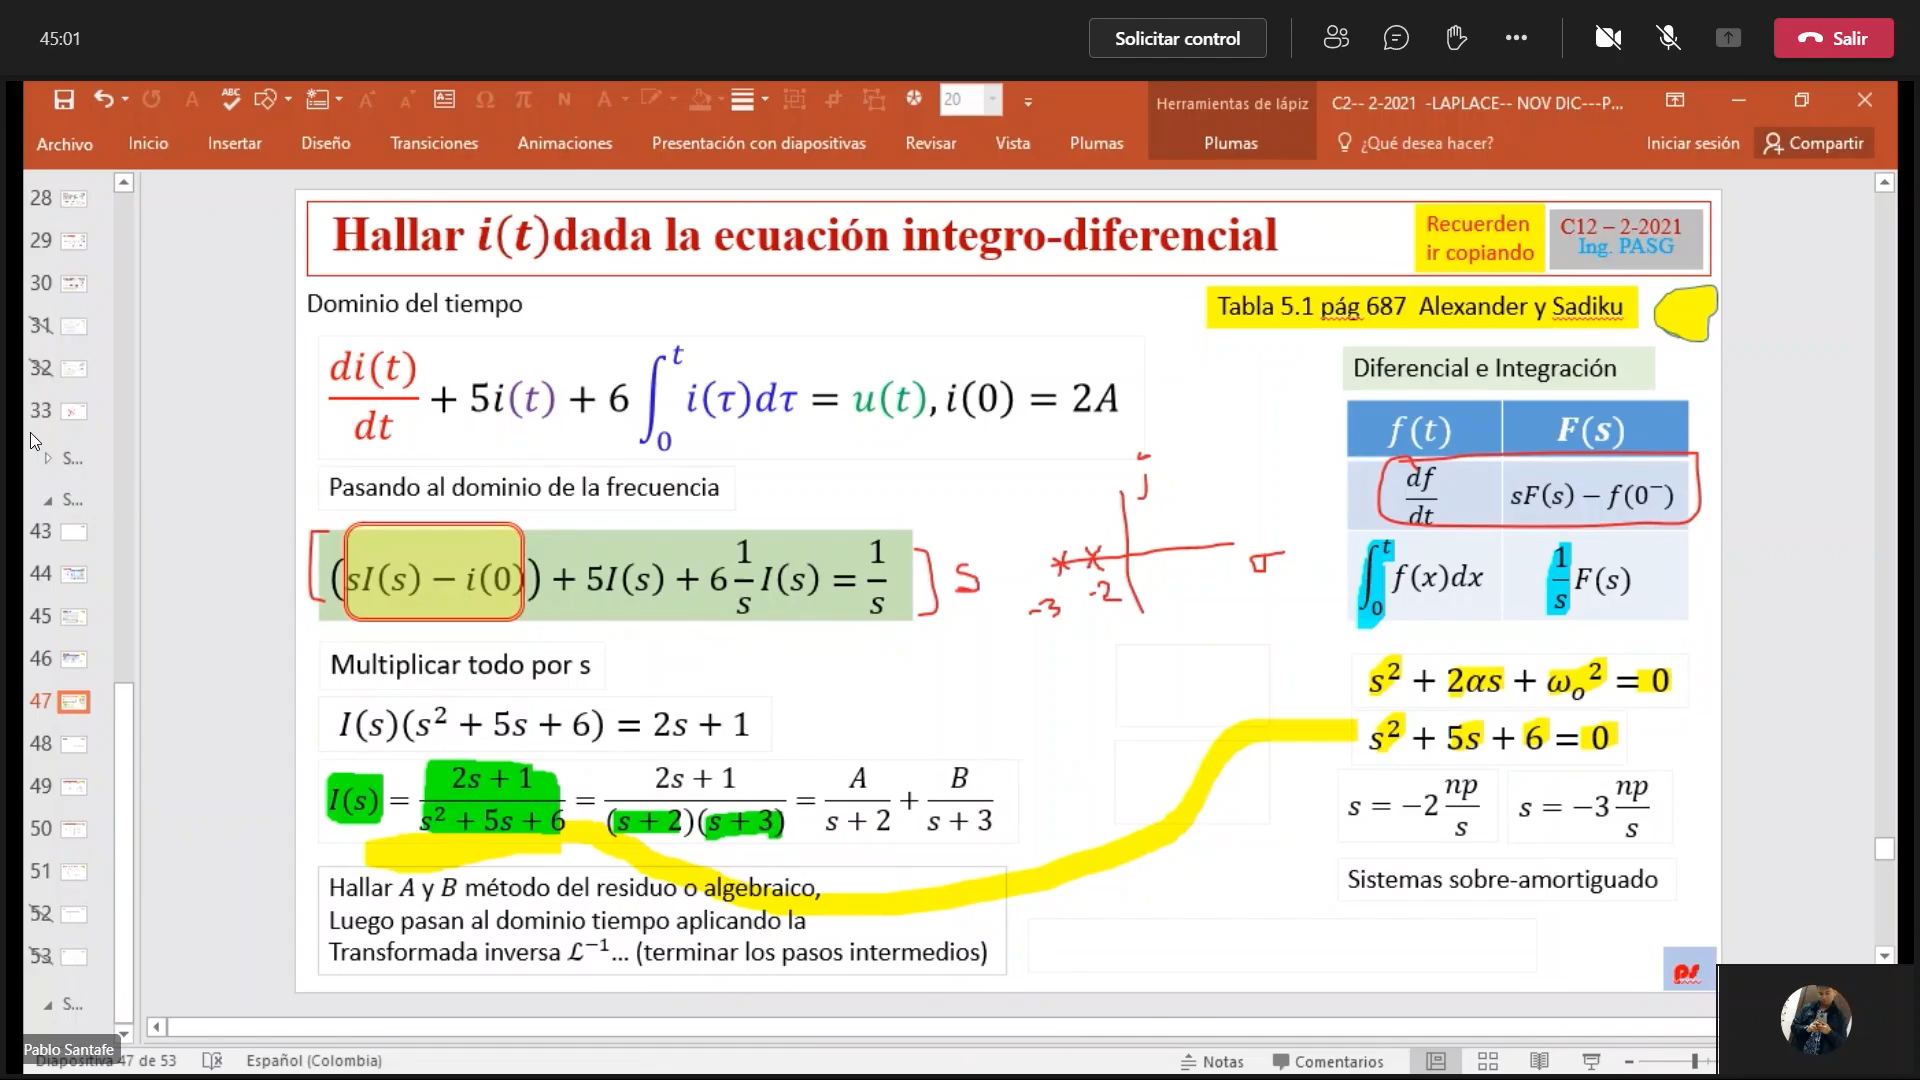 45:01
Solicitar control
Salir
20
Herramientas de lápiz
C2-- 2-2021 -LAPLACE-- NOV DIC---P...
Archivo
Inicio
Insertar
Diseño
Transiciones
Animaciones
Presentación con diapositivas
Revisar
Vista
Plumas
Plumas
¿Qué desea hacer?
Iniciar sesión
Compartir
28
29
30
31
32
33
S...
S...
43
44
45
46
47
48
49
50
51
52
53
S...
Hallar i(t)dada la ecuación integro-diferencial
Recuerden
ir copiando
C12 – 2-2021
Ing. PASG
Dominio del tiempo
Tabla 5.1 pág 687 Alexander y Sadiku
di(t)/dt + 5i(t) + 6 ∫₀ᵗ i(τ)dτ = u(t), i(0) = 2A
Diferencial e Integración
f(t) F(s)
df/dt sF(s) − f(0⁻)
∫₀ᵗ f(x)dx 1/s F(s)
Pasando al dominio de la frecuencia
[(sI(s) − i(0)) + 5I(s) + 6 1/s I(s) = 1/s] S
j
σ
-3 -2
Multiplicar todo por s
I(s)(s² + 5s + 6) = 2s + 1
I(s) = (2s + 1)/(s² + 5s + 6) = (2s + 1)/((s + 2)(s + 3)) = A/(s + 2) + B/(s + 3)
s² + 2αs + ωₒ² = 0
s² + 5s + 6 = 0
s = −2 np/s s = −3 np/s
Sistemas sobre-amortiguado
Hallar A y B método del residuo o algebraico,
Luego pasan al dominio tiempo aplicando la
Transformada inversa ℒ⁻¹... (terminar los pasos intermedios)
ps
Pablo Santafe
Diapositiva 47 de 53
Español (Colombia)
Notas
Comentarios